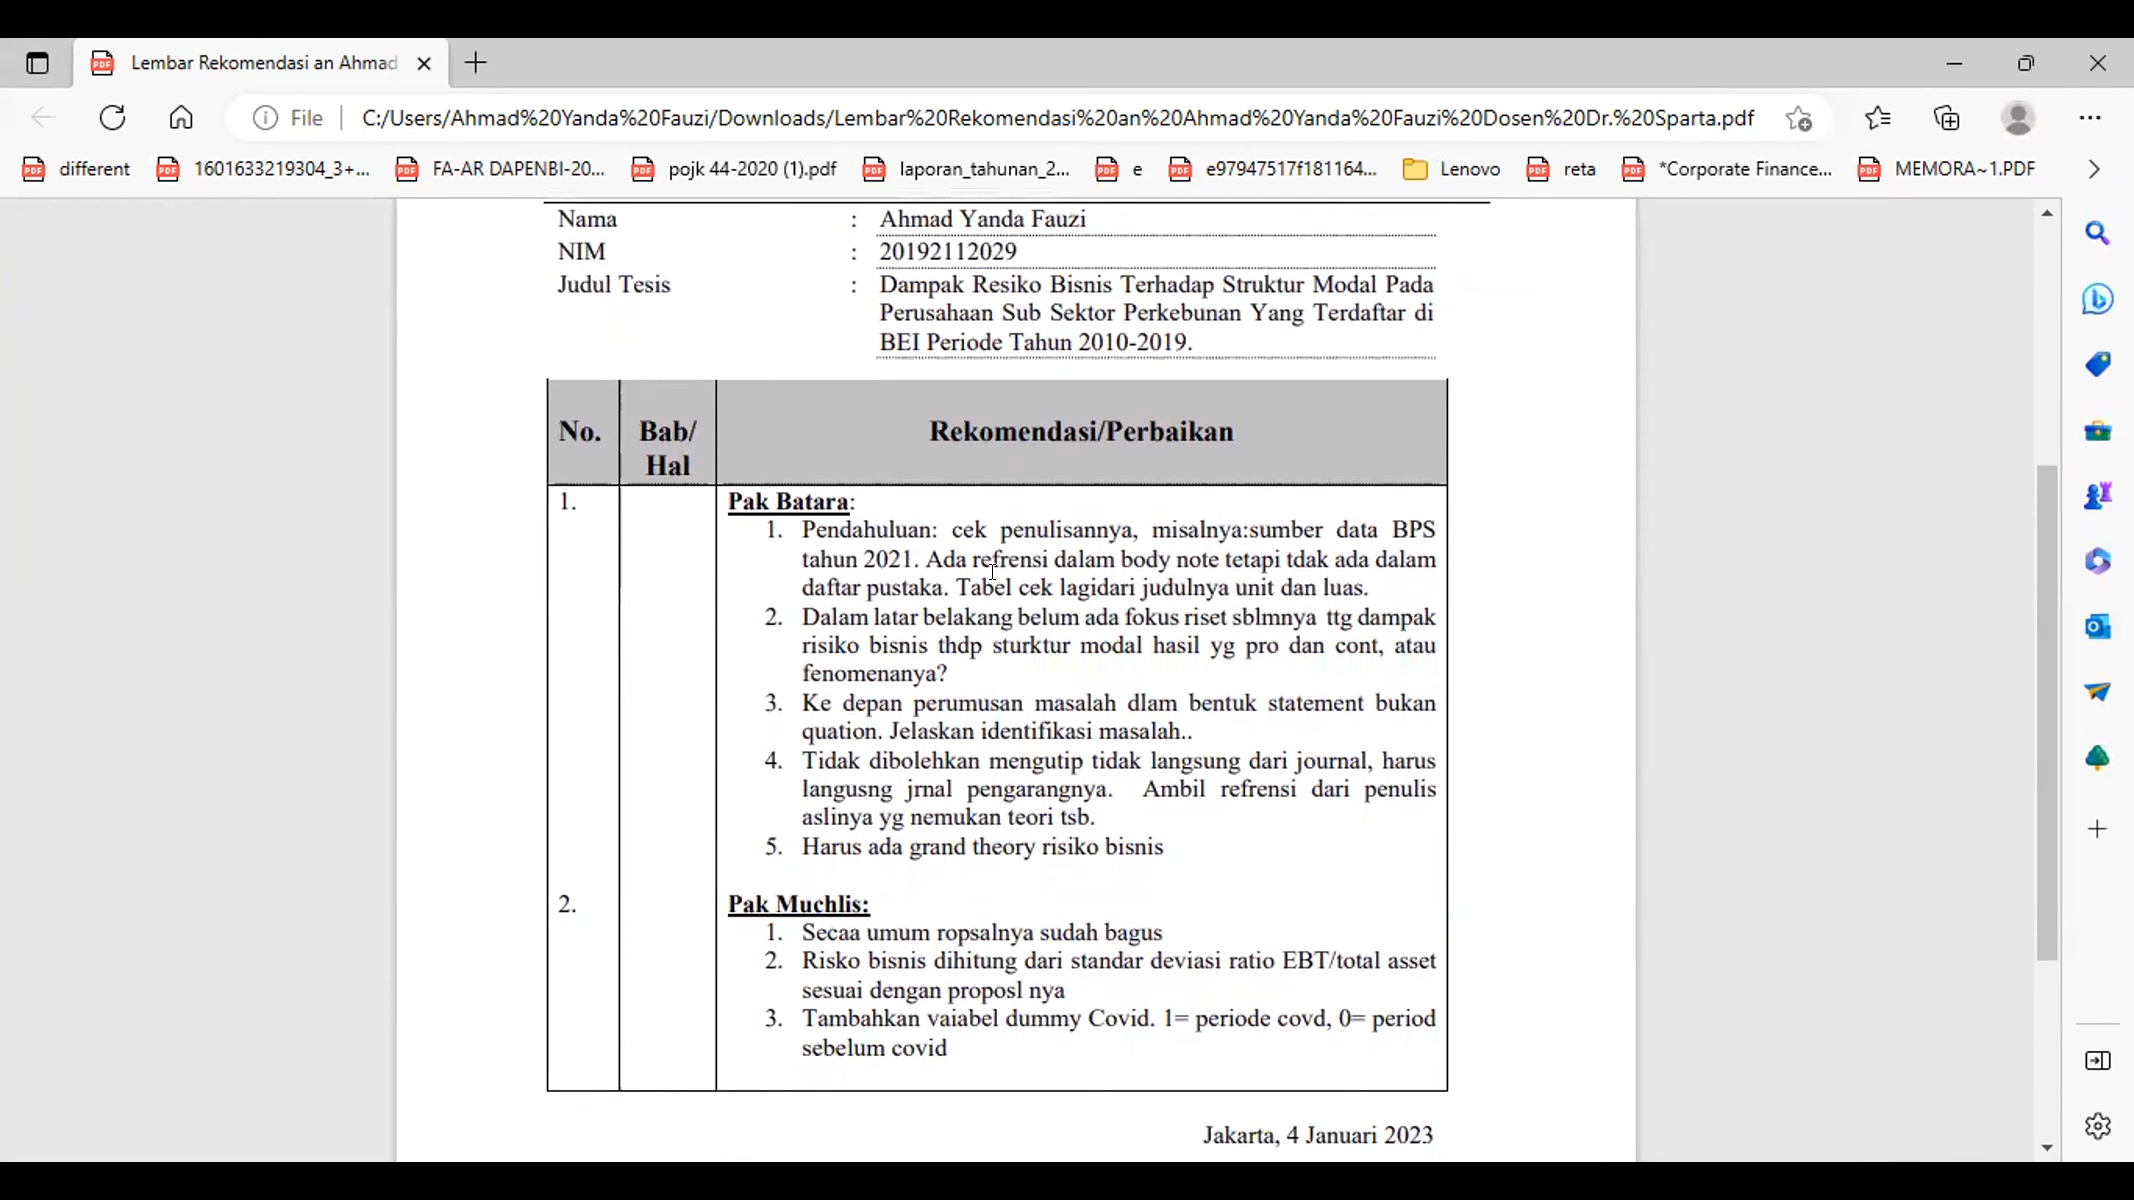 Lembar Rekomendasi an Ahmad
File
C:/Users/Ahmad%20Yanda%20Fauzi/Downloads/Lembar%20Rekomendasi%20an%20Ahmad%20Yanda%20Fauzi%20Dosen%20Dr.%20Sparta.pdf
different
1601633219304_3+...
FA-AR DAPENBI-20...
pojk 44-2020 (1).pdf
laporan_tahunan_2...
e
e97947517f181164...
Lenovo
reta
*Corporate Finance...
MEMORA~1.PDF
Nama : Ahmad Yanda Fauzi
NIM : 20192112029
Judul Tesis : Dampak Resiko Bisnis Terhadap Struktur Modal Pada
Perusahaan Sub Sektor Perkebunan Yang Terdaftar di
BEI Periode Tahun 2010-2019.
No.
Bab/
Hal
Rekomendasi/Perbaikan
1.
Pak Batara:
1. Pendahuluan: cek penulisannya, misalnya:sumber data BPS
tahun 2021. Ada refrensi dalam body note tetapi tdak ada dalam
daftar pustaka. Tabel cek lagidari judulnya unit dan luas.
2. Dalam latar belakang belum ada fokus riset sblmnya ttg dampak
risiko bisnis thdp sturktur modal hasil yg pro dan cont, atau
fenomenanya?
3. Ke depan perumusan masalah dlam bentuk statement bukan
quation. Jelaskan identifikasi masalah..
4. Tidak dibolehkan mengutip tidak langsung dari journal, harus
langusng jrnal pengarangnya. Ambil refrensi dari penulis
aslinya yg nemukan teori tsb.
5. Harus ada grand theory risiko bisnis
2.
Pak Muchlis:
1. Secaa umum ropsalnya sudah bagus
2. Risko bisnis dihitung dari standar deviasi ratio EBT/total asset
sesuai dengan proposl nya
3. Tambahkan vaiabel dummy Covid. 1= periode covd, 0= period
sebelum covid
Jakarta, 4 Januari 2023